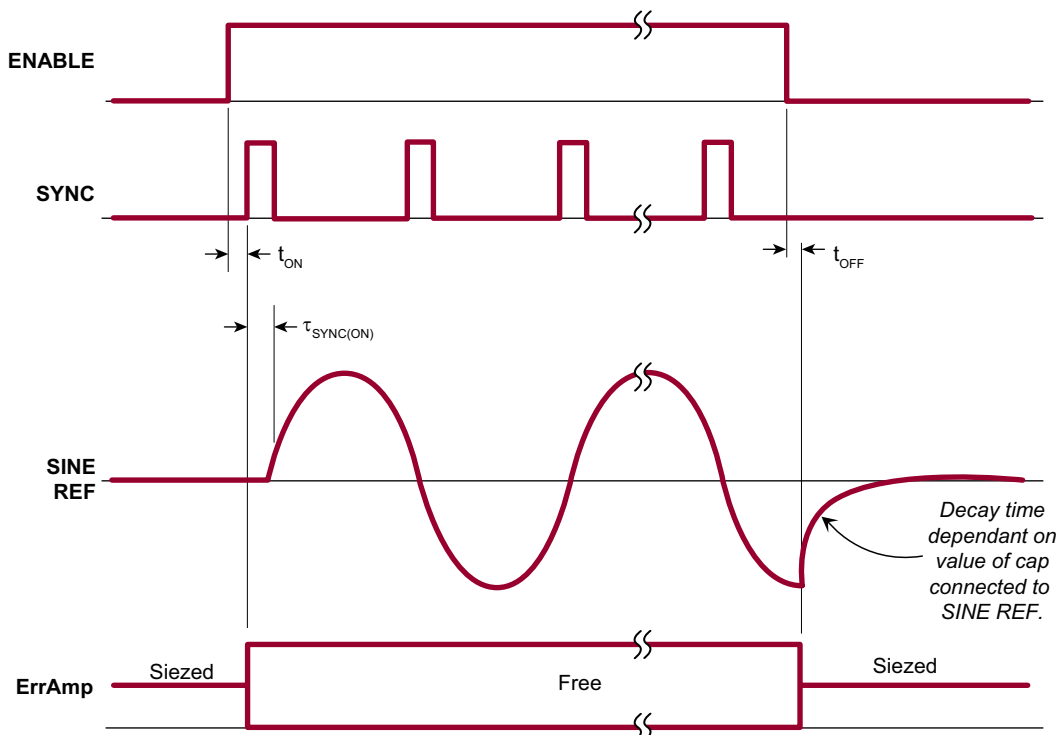 ENABLE
SYNC
tON
tOFF
τSYNC(ON)
SINE
REF
Decay time
dependant on
value of cap
connected to
SINE REF.
Siezed
Siezed
ErrAmp
Free